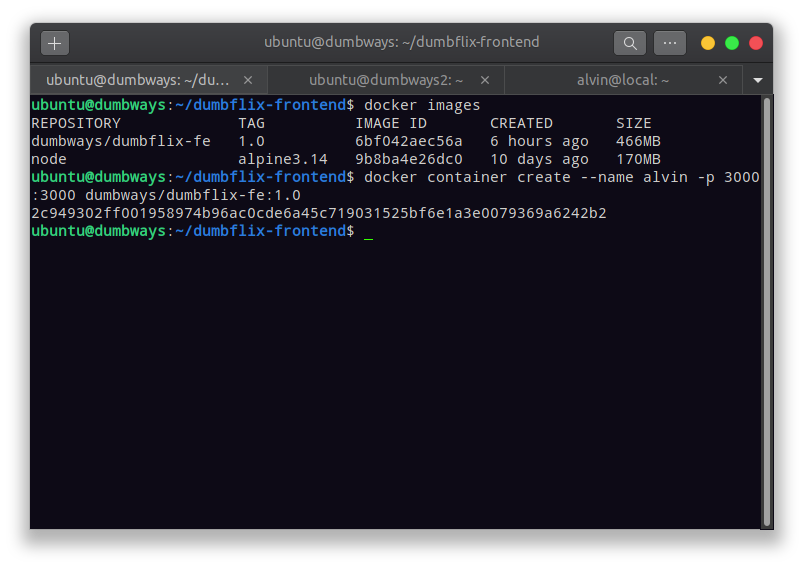 ubuntu@dumbways: ~/dumbflix-frontend
ubuntu@dumbways: ~/du...
ubuntu@dumbways2: ~
alvin@local: ~
ubuntu@dumbways:~/dumbflix-frontend$ docker images
REPOSITORY             TAG          IMAGE ID       CREATED       SIZE
dumbways/dumbflix-fe   1.0          6bf042aec56a   6 hours ago   466MB
node                   alpine3.14   9b8ba4e26dc0   10 days ago   170MB
ubuntu@dumbways:~/dumbflix-frontend$ docker container create --name alvin -p 3000
:3000 dumbways/dumbflix-fe:1.0
2c949302ff001958974b96ac0cde6a45c719031525bf6e1a3e0079369a6242b2
ubuntu@dumbways:~/dumbflix-frontend$ _